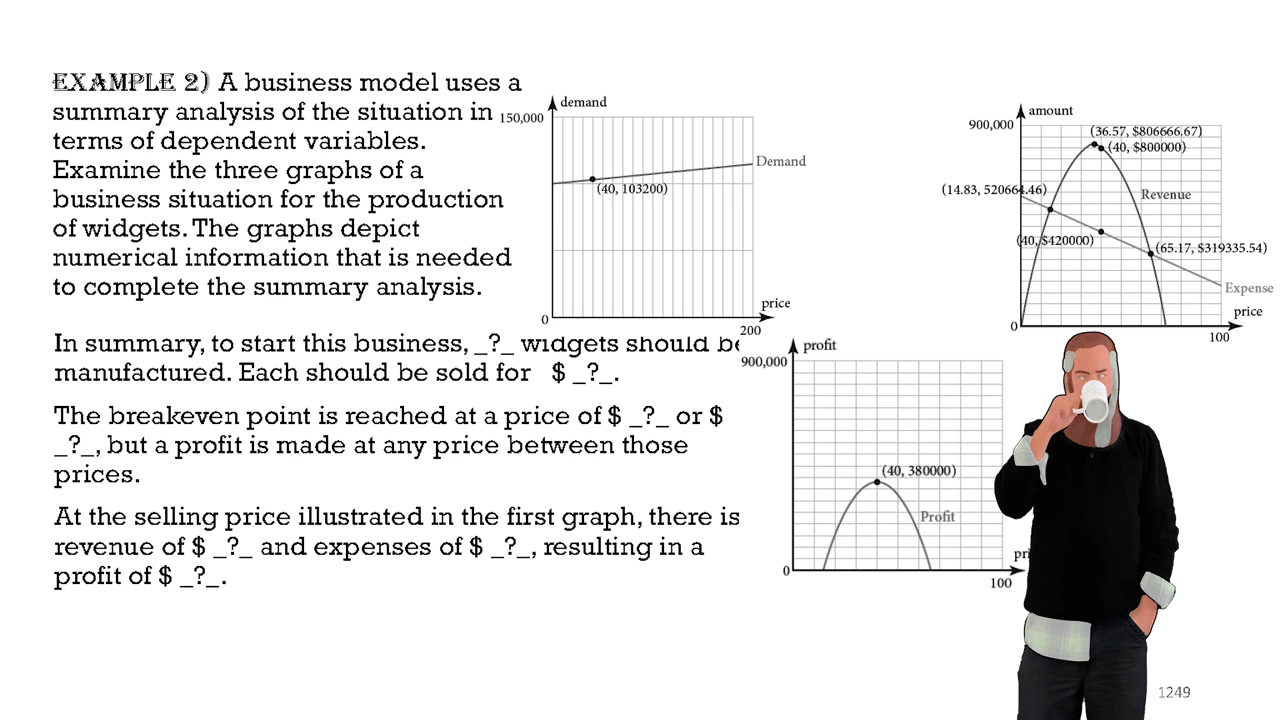 EXAMPLE 2) A business model uses a
summary analysis of the situation in
terms of dependent variables.
Examine the three graphs of a
business situation for the production
of widgets. The graphs depict
numerical information that is needed
to complete the summary analysis.
In summary, to start this business, _?_ widgets should be
manufactured. Each should be sold for $ _?_.
The breakeven point is reached at a price of $ _?_ or $
_?_, but a profit is made at any price between those
prices.
At the selling price illustrated in the first graph, there is
revenue of $ _?_ and expenses of $ _?_, resulting in a
profit of $ _?_.
demand
150,000
Demand
(40, 103200)
price
0
200
amount
900,000
(36.57, $806666.67)
(40, $800000)
(14.83, 520664.46)
Revenue
(40, $420000)
(65.17, $319335.54)
Expense
price
0
100
profit
900,000
(40, 380000)
Profit
pri
0
100
1249